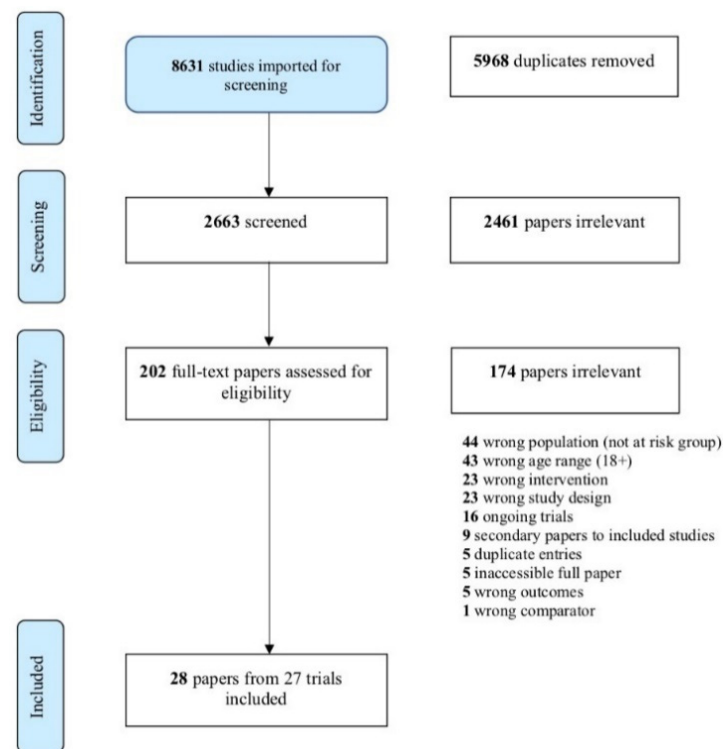 Identification
8631 studies imported for
screening
5968 duplicates removed
Screening
2663 screened
2461 papers irrelevant
Eligibility
202 full-text papers assessed for
eligibility
174 papers irrelevant
44 wrong population (not at risk group)
43 wrong age range (18+)
23 wrong intervention
23 wrong study design
16 ongoing trials
9 secondary papers to included studies
5 duplicate entries
5 inaccessible full paper
5 wrong outcomes
1 wrong comparator
Included
28 papers from 27 trials
included